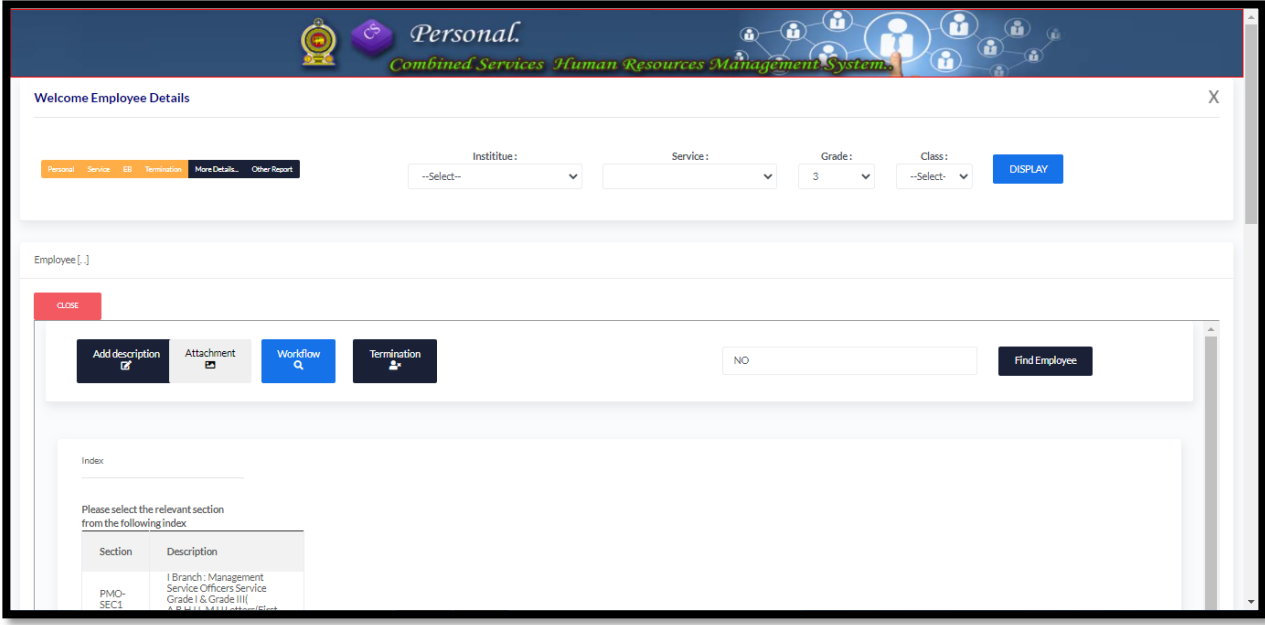 CS
Personal.
Combined Services Human Resources Management System..
Welcome Employee Details
X
Personal Service EB Termination More Details... Other Report
Instititue : Service : Grade : Class :
--Select-- 3 --Select- DISPLAY
Employee [. .]
CLOSE
Add description Attachment Workflow Termination
NO Find Employee
Index
Please select the relevant section
from the following index
Section Description
I Branch : Management
Service Officers Service
PMO- Grade I & Grade III(
SEC1